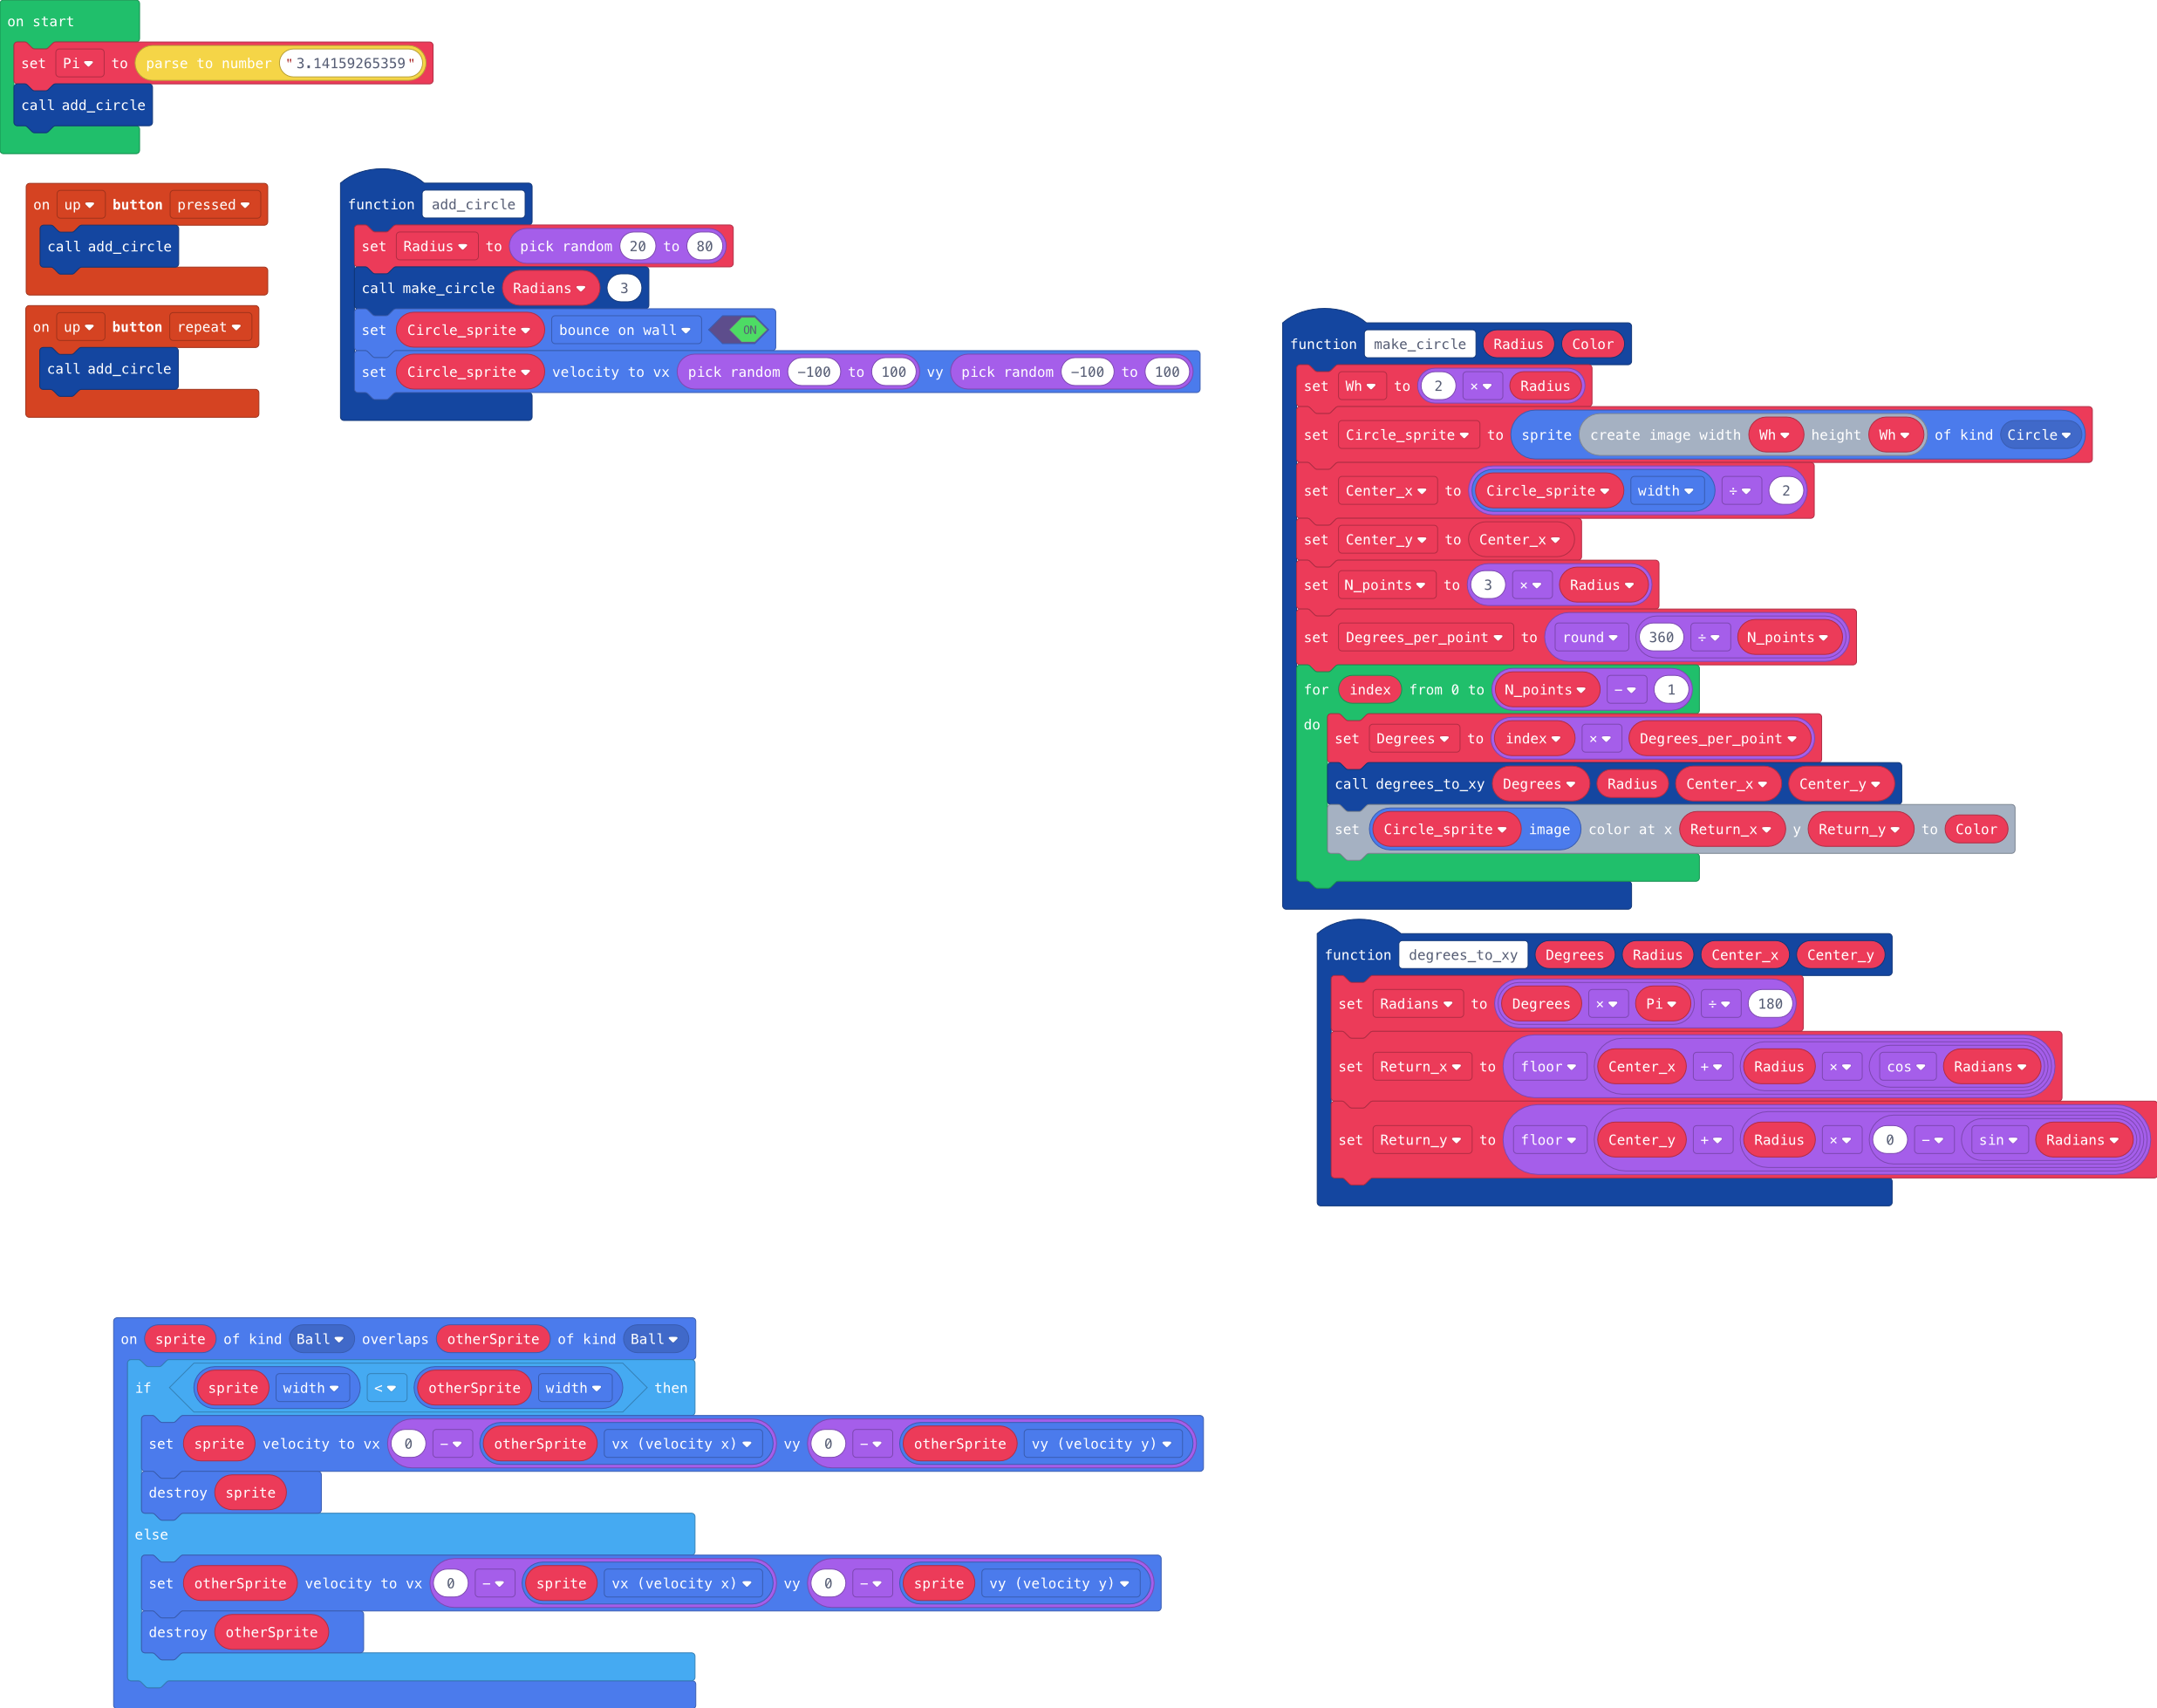 on start
set Pi to parse to number "3.14159265359"
call add_circle
on up button pressed
call add_circle
on up button repeat
call add_circle
function add_circle
set Radius to pick random 20 to 80
call make_circle Radians 3
set Circle_sprite bounce on wall ON
set Circle_sprite velocity to vx pick random -100 to 100 vy pick random -100 to 100
function make_circle Radius Color
set Wh to 2 × Radius
set Circle_sprite to sprite create image width Wh height Wh of kind Circle
set Center_x to Circle_sprite width ÷ 2
set Center_y to Center_x
set N_points to 3 × Radius
set Degrees_per_point to round 360 ÷ N_points
for index from 0 to N_points - 1
do
set Degrees to index × Degrees_per_point
call degrees_to_xy Degrees Radius Center_x Center_y
set Circle_sprite image color at x Return_x y Return_y to Color
function degrees_to_xy Degrees Radius Center_x Center_y
set Radians to Degrees × Pi ÷ 180
set Return_x to floor Center_x + Radius × cos Radians
set Return_y to floor Center_y + Radius × 0 - sin Radians
on sprite of kind Ball overlaps otherSprite of kind Ball
if sprite width < otherSprite width then
set sprite velocity to vx 0 - otherSprite vx (velocity x) vy 0 - otherSprite vy (velocity y)
destroy sprite
else
set otherSprite velocity to vx 0 - sprite vx (velocity x) vy 0 - sprite vy (velocity y)
destroy otherSprite